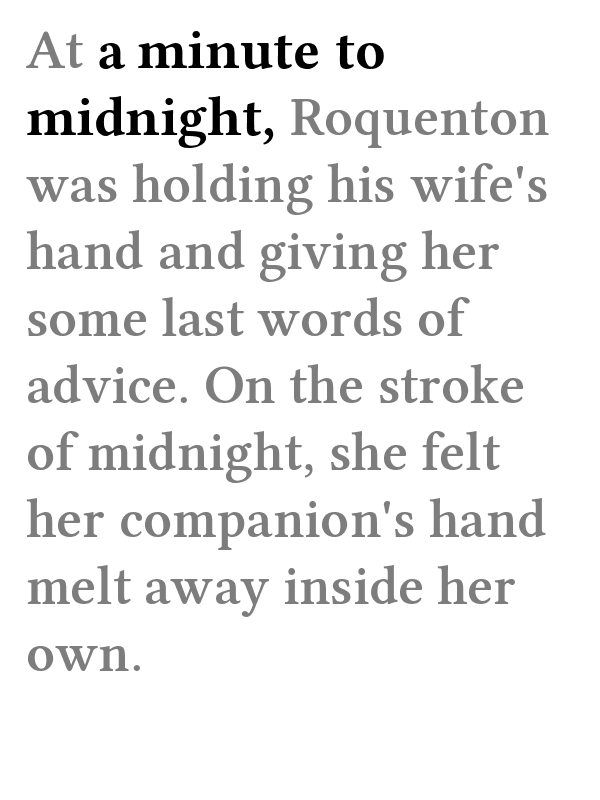 At a minute to
midnight, Roquenton
was holding his wife's
hand and giving her
some last words of
advice. On the stroke
of midnight, she felt
her companion's hand
melt away inside her
own.